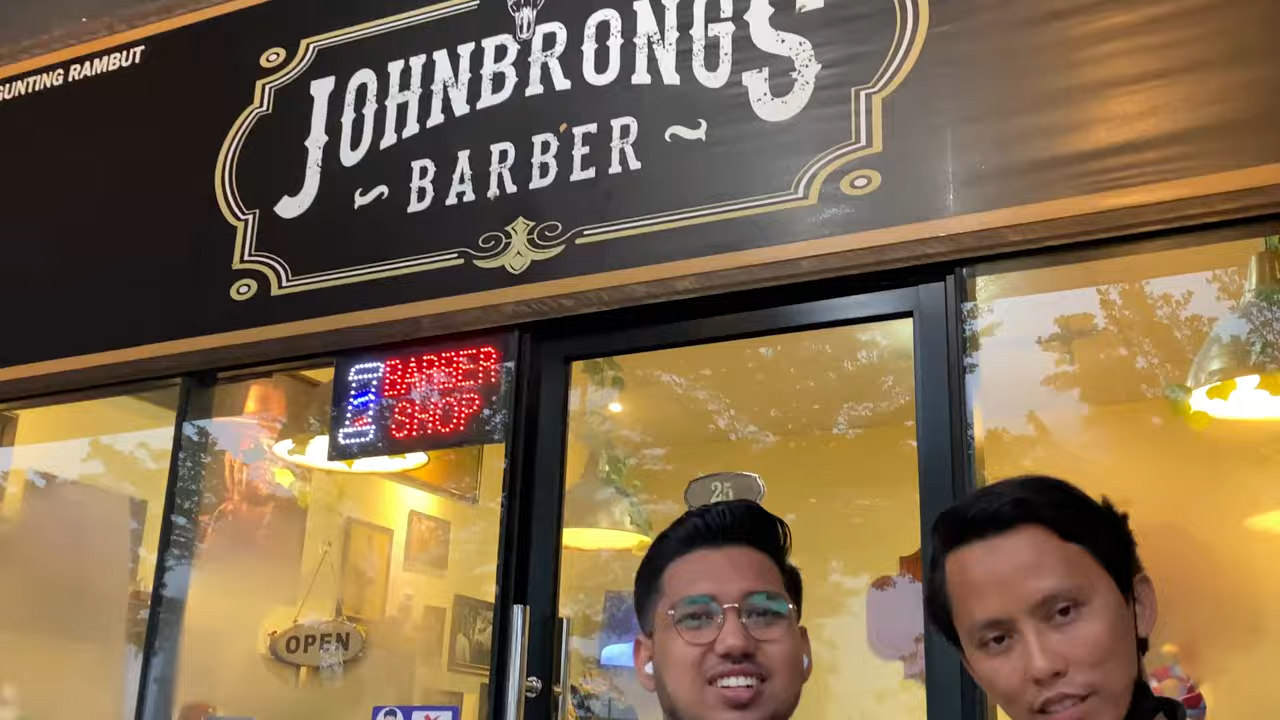 GUNTING RAMBUT
JOHNBRONGS
~ BARBER ~
BARBER
SHOP
25
OPEN